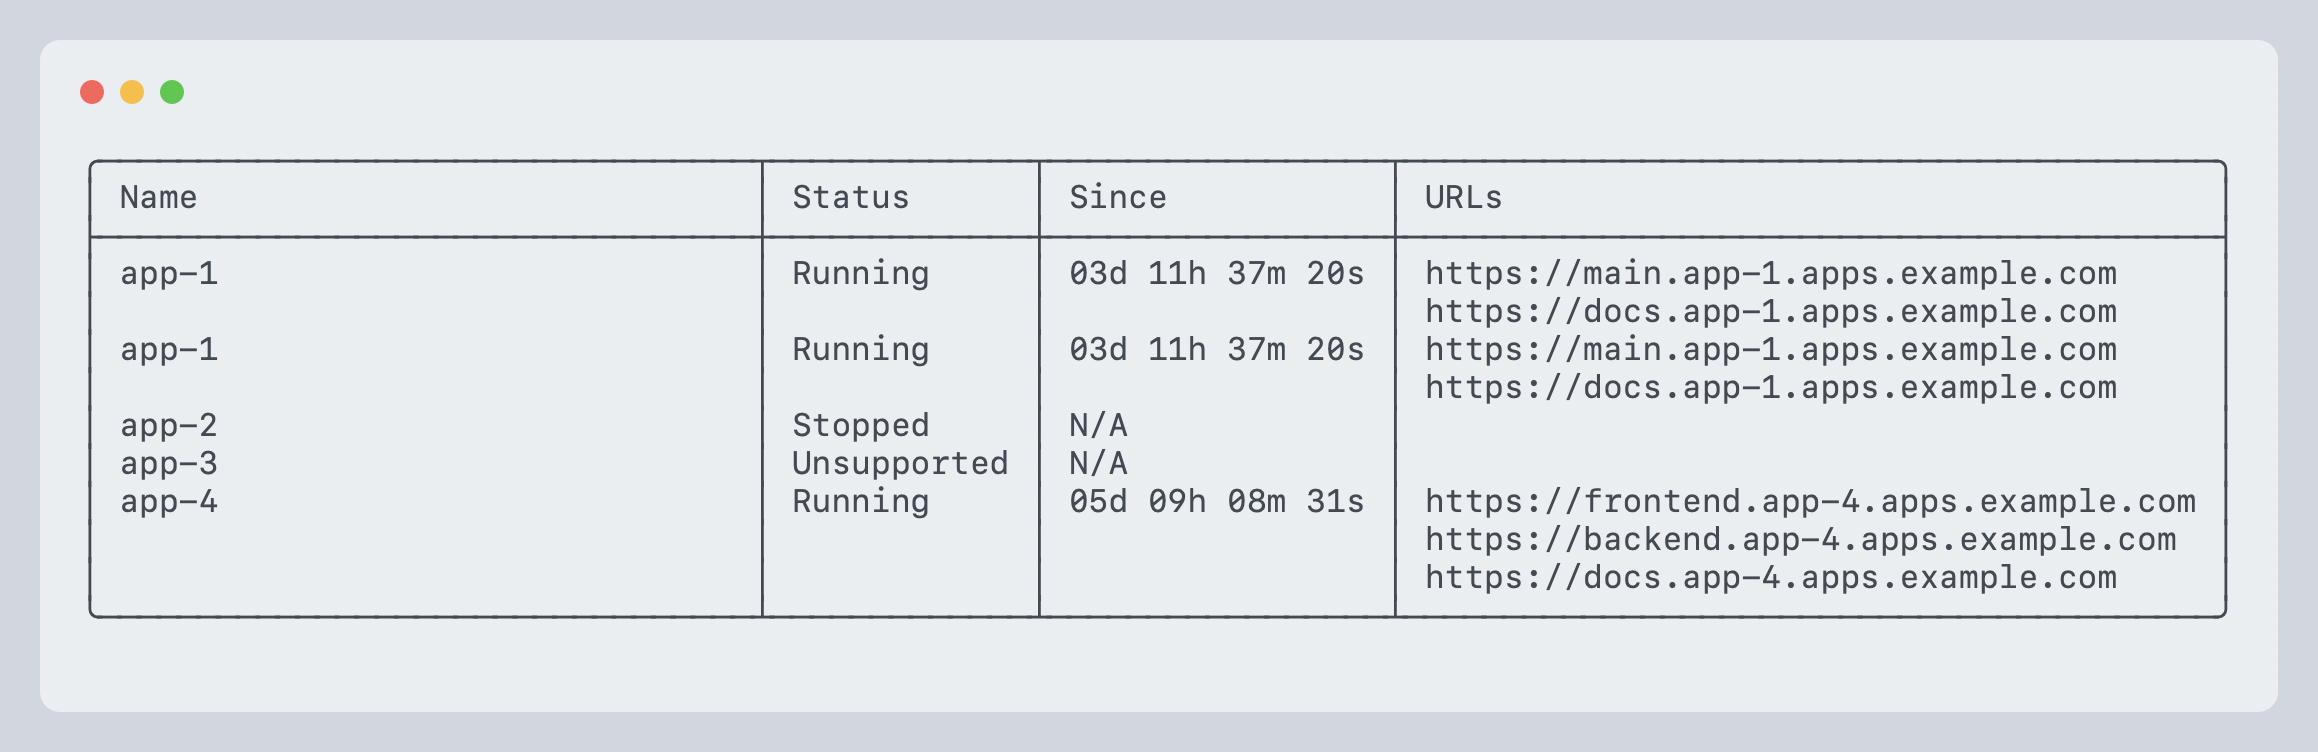 Name Status Since URLs
app-1 Running 03d 11h 37m 20s https://main.app-1.apps.example.com
https://docs.app-1.apps.example.com
app-1 Running 03d 11h 37m 20s https://main.app-1.apps.example.com
https://docs.app-1.apps.example.com
app-2 Stopped N/A
app-3 Unsupported N/A
app-4 Running 05d 09h 08m 31s https://frontend.app-4.apps.example.com
https://backend.app-4.apps.example.com
https://docs.app-4.apps.example.com